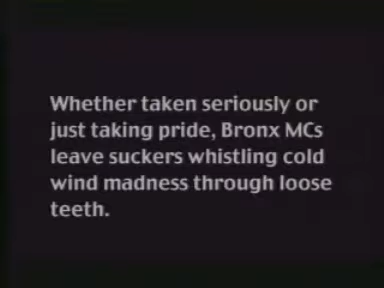 Whether taken seriously or
just taking pride, Bronx MCs
leave suckers whistling cold
wind madness through loose
teeth.